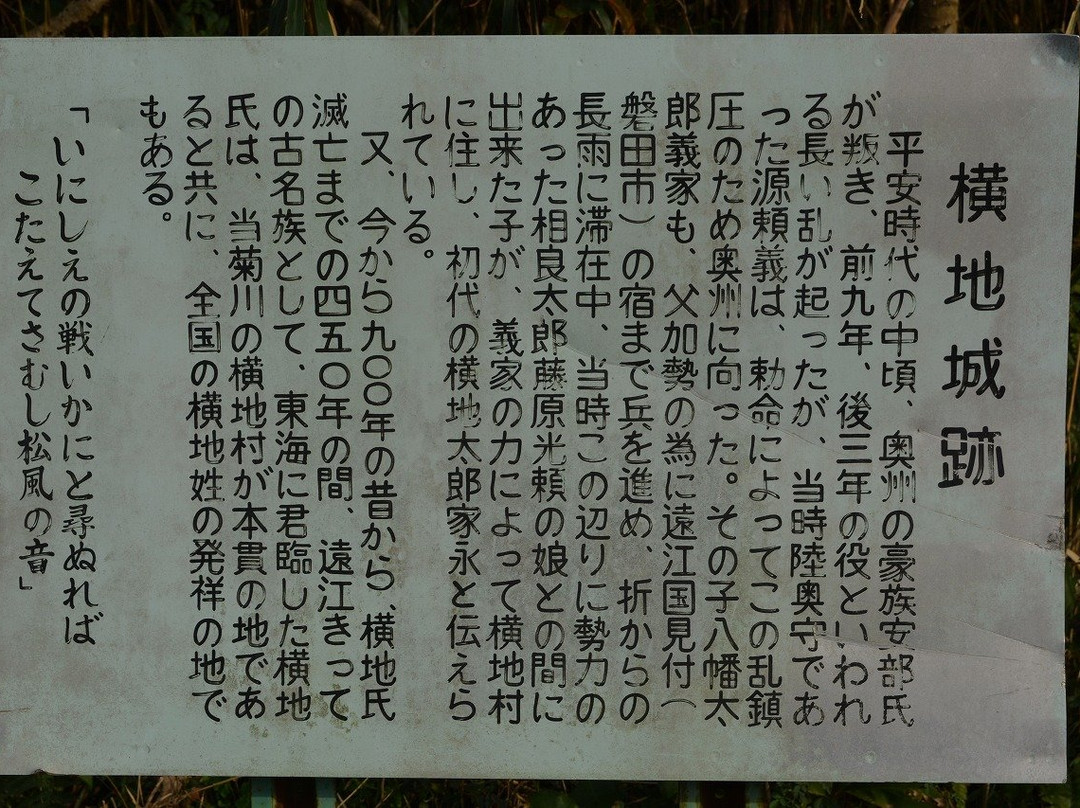 横地城跡
平安時代の中頃、奥州の豪族安部氏
が叛き、前九年、後三年の役といわれ
る長い乱が起ったが、当時陸奥守であ
った源頼義は、勅命によってこの乱鎮
圧のため奥州に向った。その子八幡太
郎義家も、父加勢の為に遠江国見付(
磐田市)の宿まで兵を進め、折からの
長雨に滞在中、当時この辺りに勢力の
あった相良太郎藤原光頼の娘との間に
出来た子が、義家の力によって横地村
に住し、初代の横地太郎家永と伝えら
れている。
又、今から九〇〇年の昔から、横地氏
滅亡までの四五〇年の間、遠江きって
の古名族として、東海に君臨した横地
氏は、当菊川の横地村が本貫の地であ
ると共に、全国の横地姓の発祥の地で
もある。
「いにしえの戦いかにと尋ぬれば
こたえてさむし松風の音」